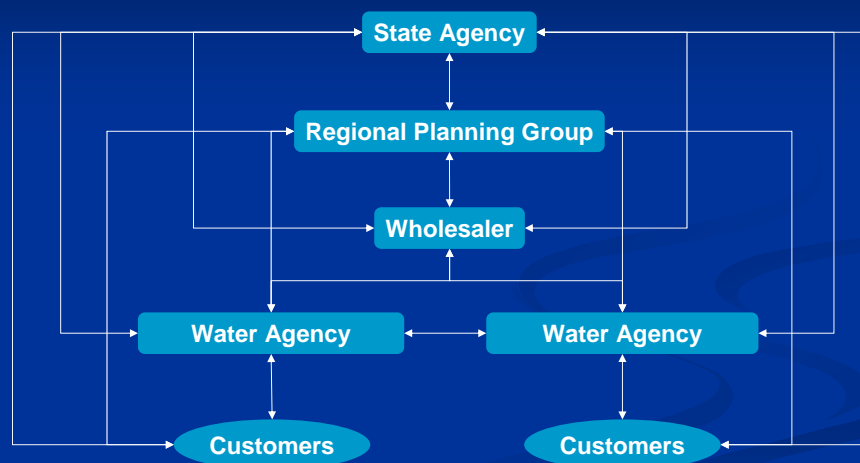 State Agency
Regional Planning Group
Wholesaler
Water Agency
Water Agency
Customers
Customers